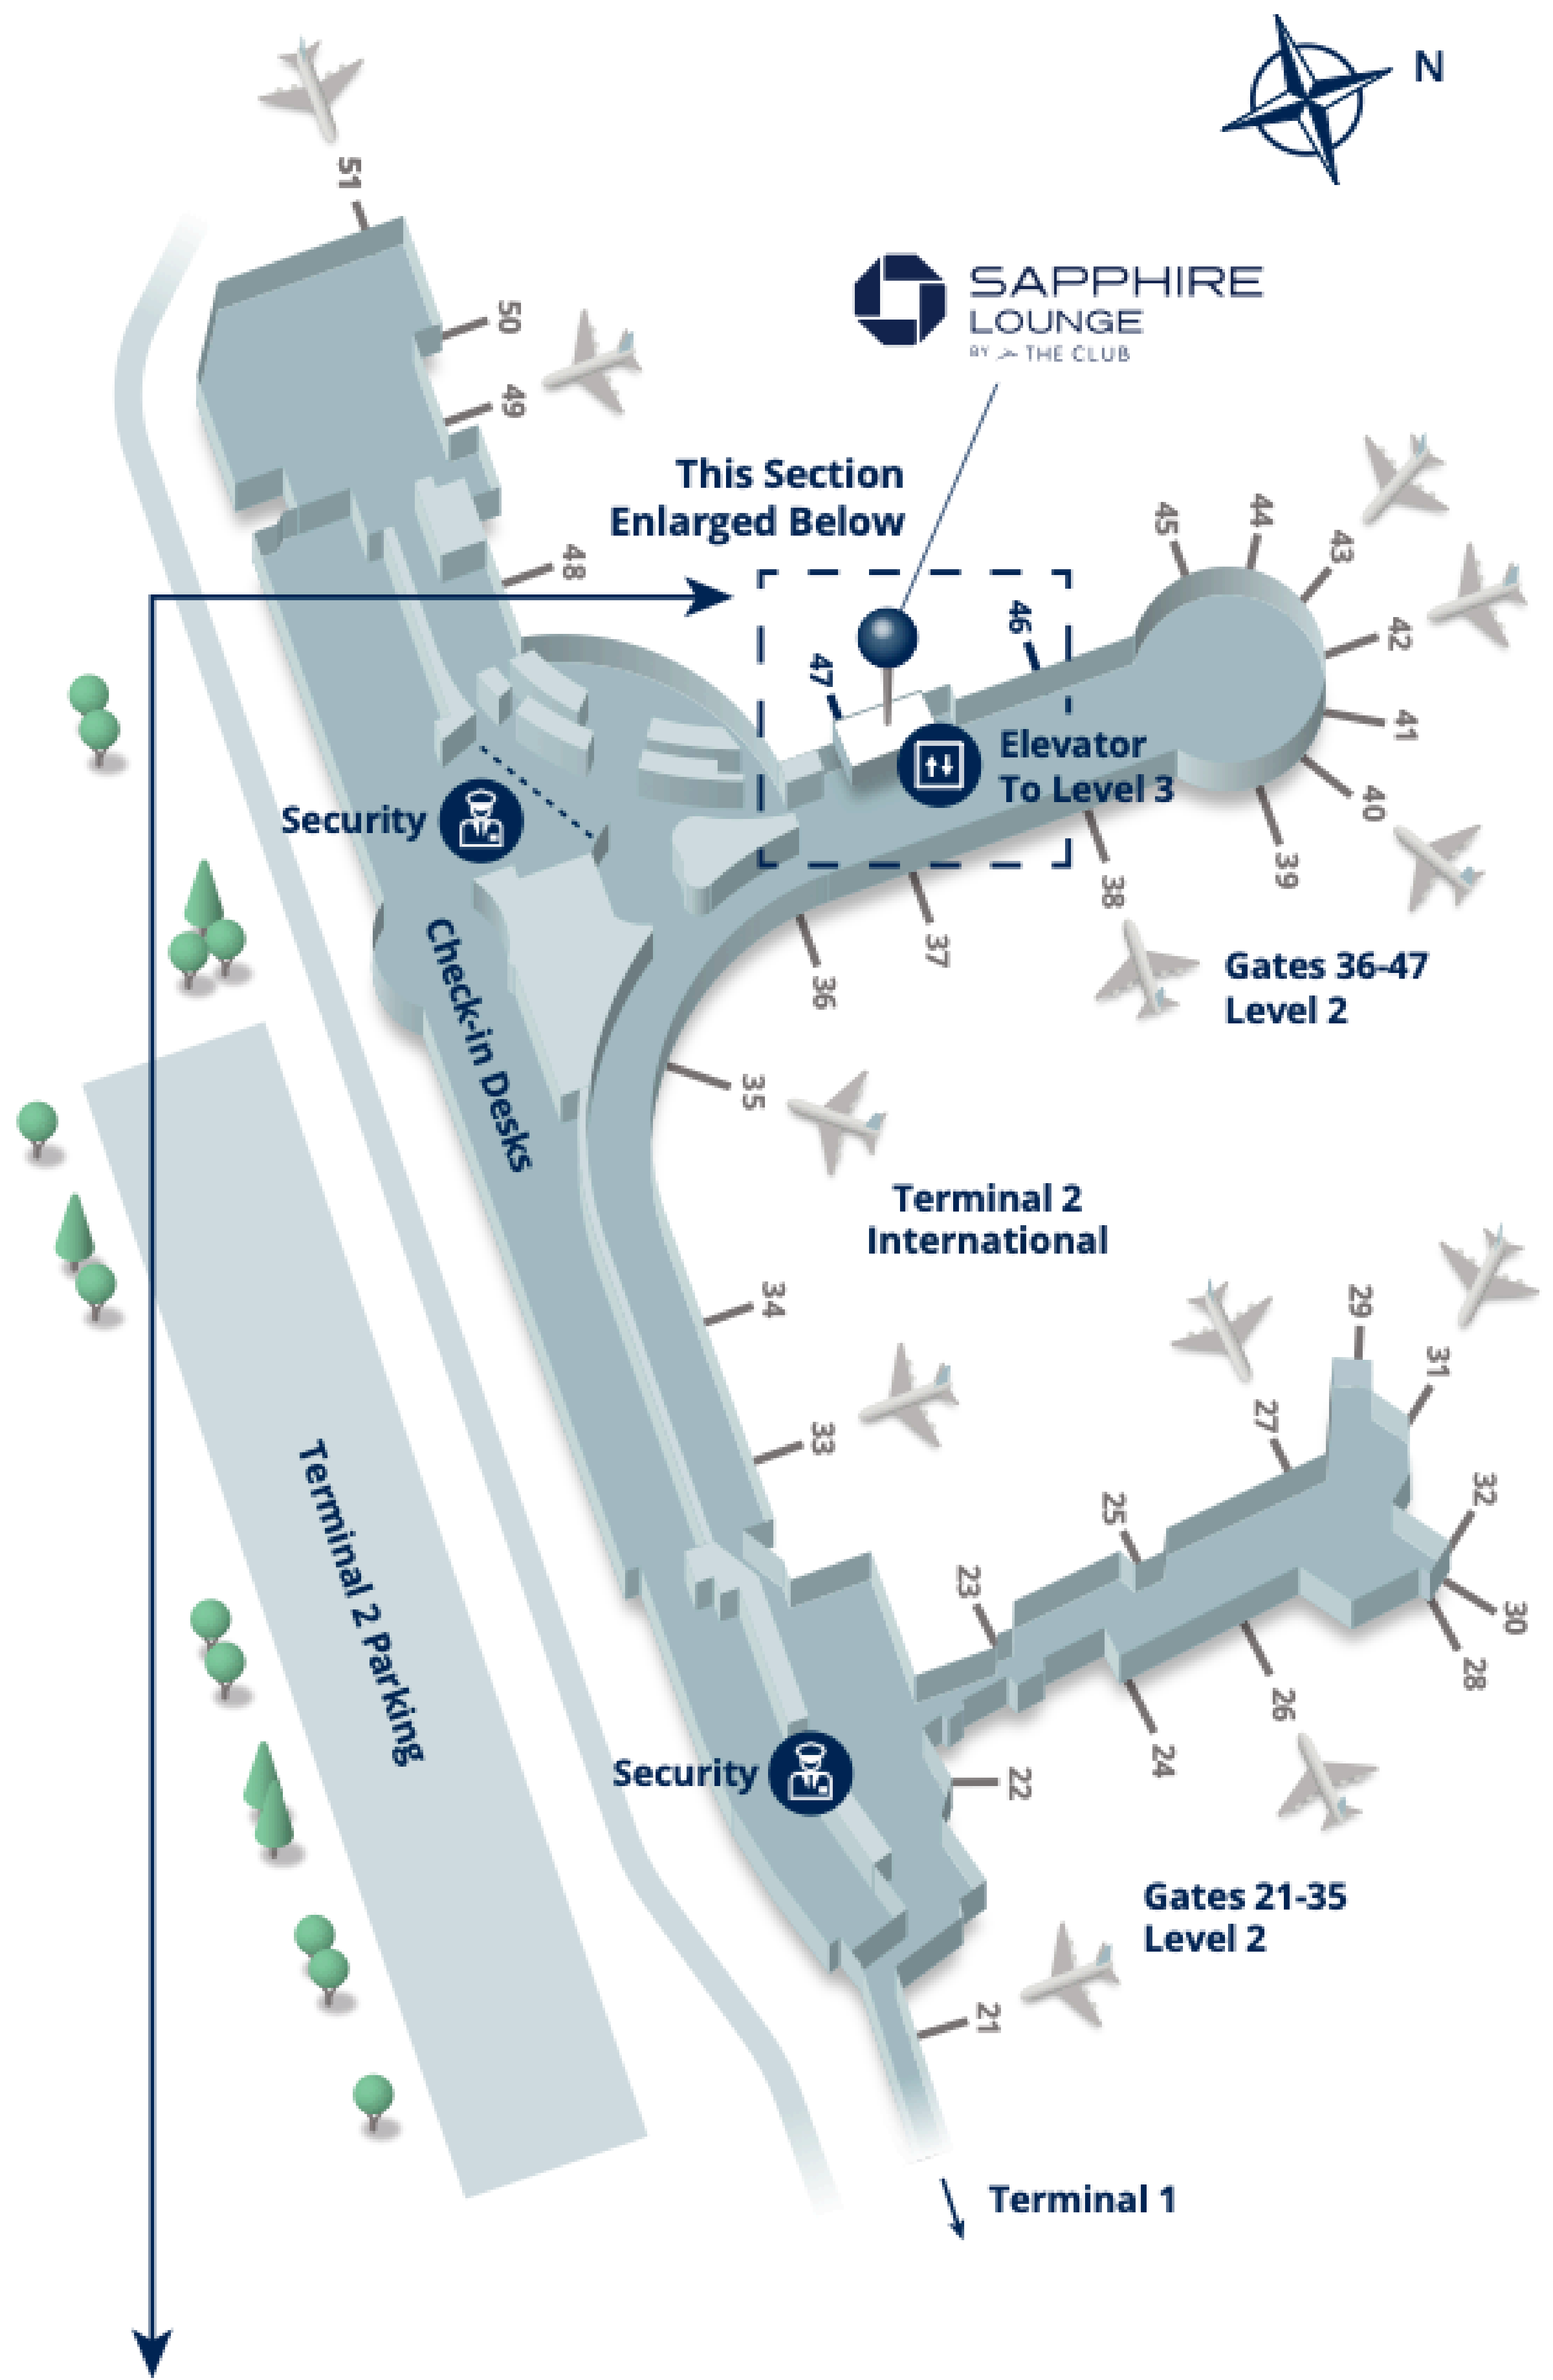 N
51
SAPPHIRE
LOUNGE
BY THE CLUB
50
49
This Section
Enlarged Below
48
45
44
43
42
41
40
39
38
46
47
Elevator
To Level 3
Security
37
36
Gates 36-47
Level 2
Check-in Desks
35
Terminal 2
International
34
33
29
31
27
32
25
30
23
28
26
24
22
Terminal 2 Parking
Security
Gates 21-35
Level 2
21
Terminal 1